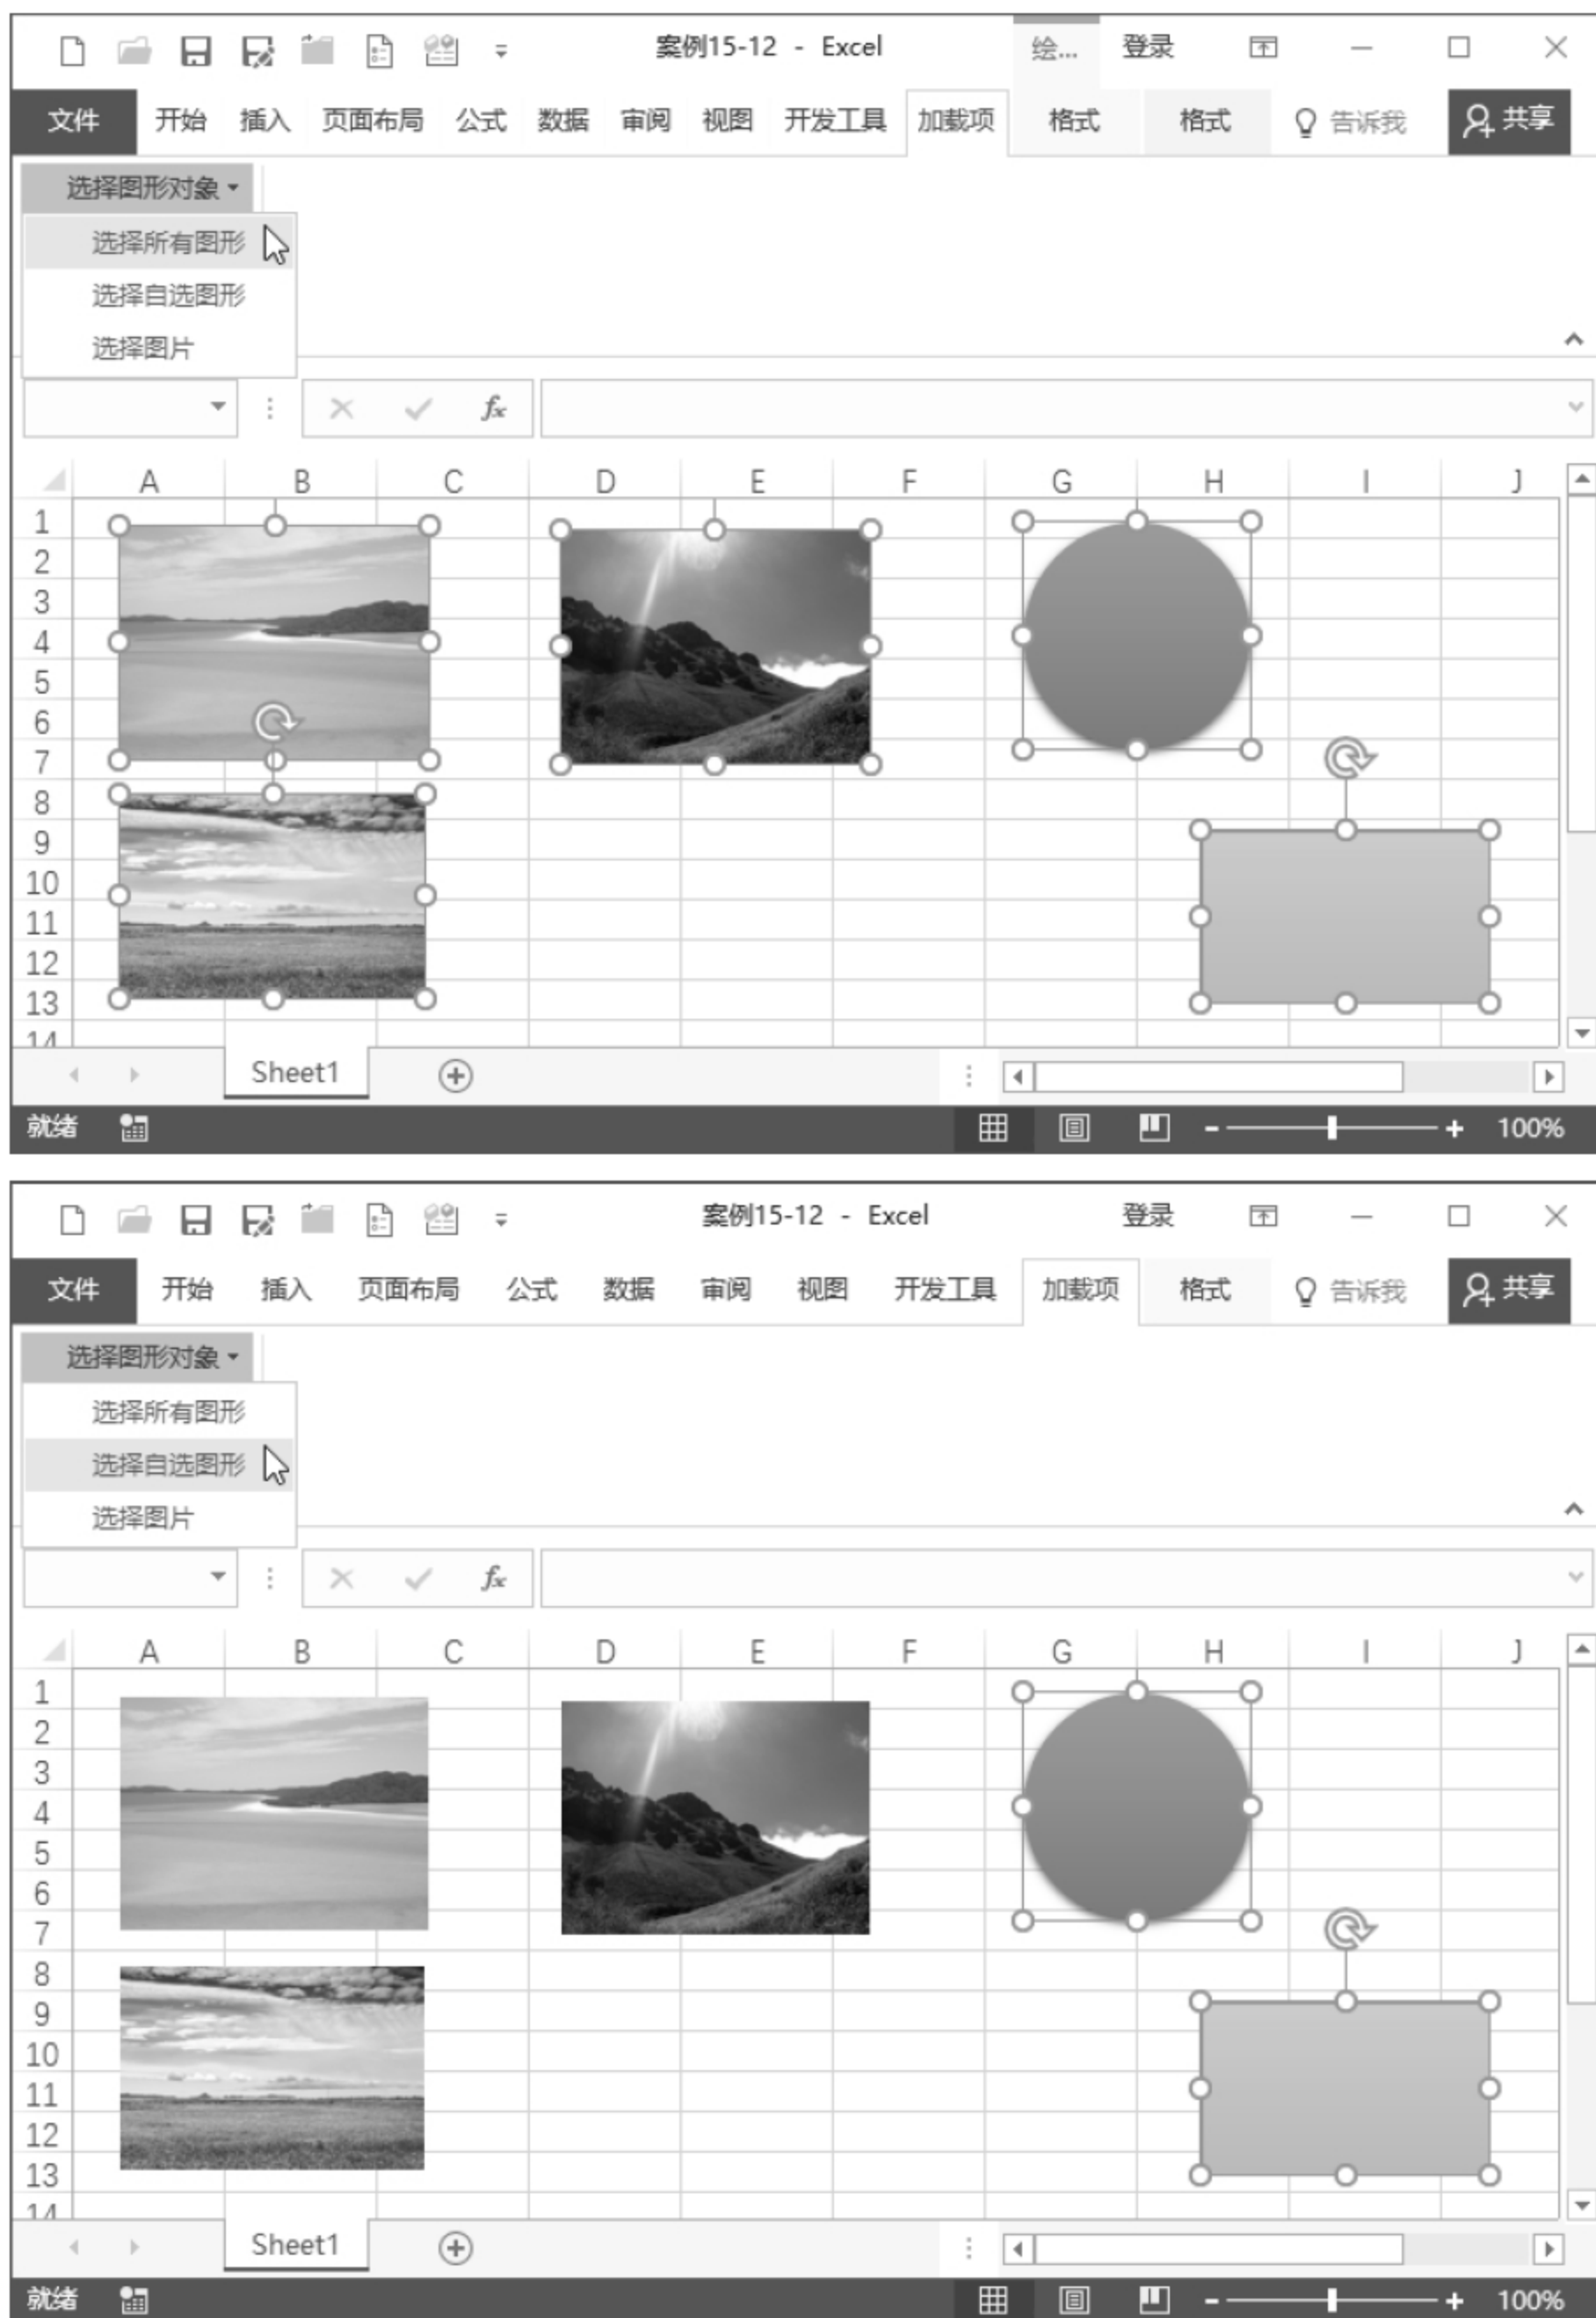 案例15-12 - Excel 绘... 登录
文件 开始 插入 页面布局 公式 数据 审阅 视图 开发工具 加载项 格式 格式 告诉我 共享
选择图形对象
选择所有图形
选择自选图形
选择图片
fx
A B C D E F G H I J
1
2
3
4
5
6
7
8
9
10
11
12
13
14
Sheet1
就绪 100%
案例15-12 - Excel 登录
文件 开始 插入 页面布局 公式 数据 审阅 视图 开发工具 加载项 格式 告诉我 共享
选择图形对象
选择所有图形
选择自选图形
选择图片
fx
A B C D E F G H I J
1
2
3
4
5
6
7
8
9
10
11
12
13
14
Sheet1
就绪 100%